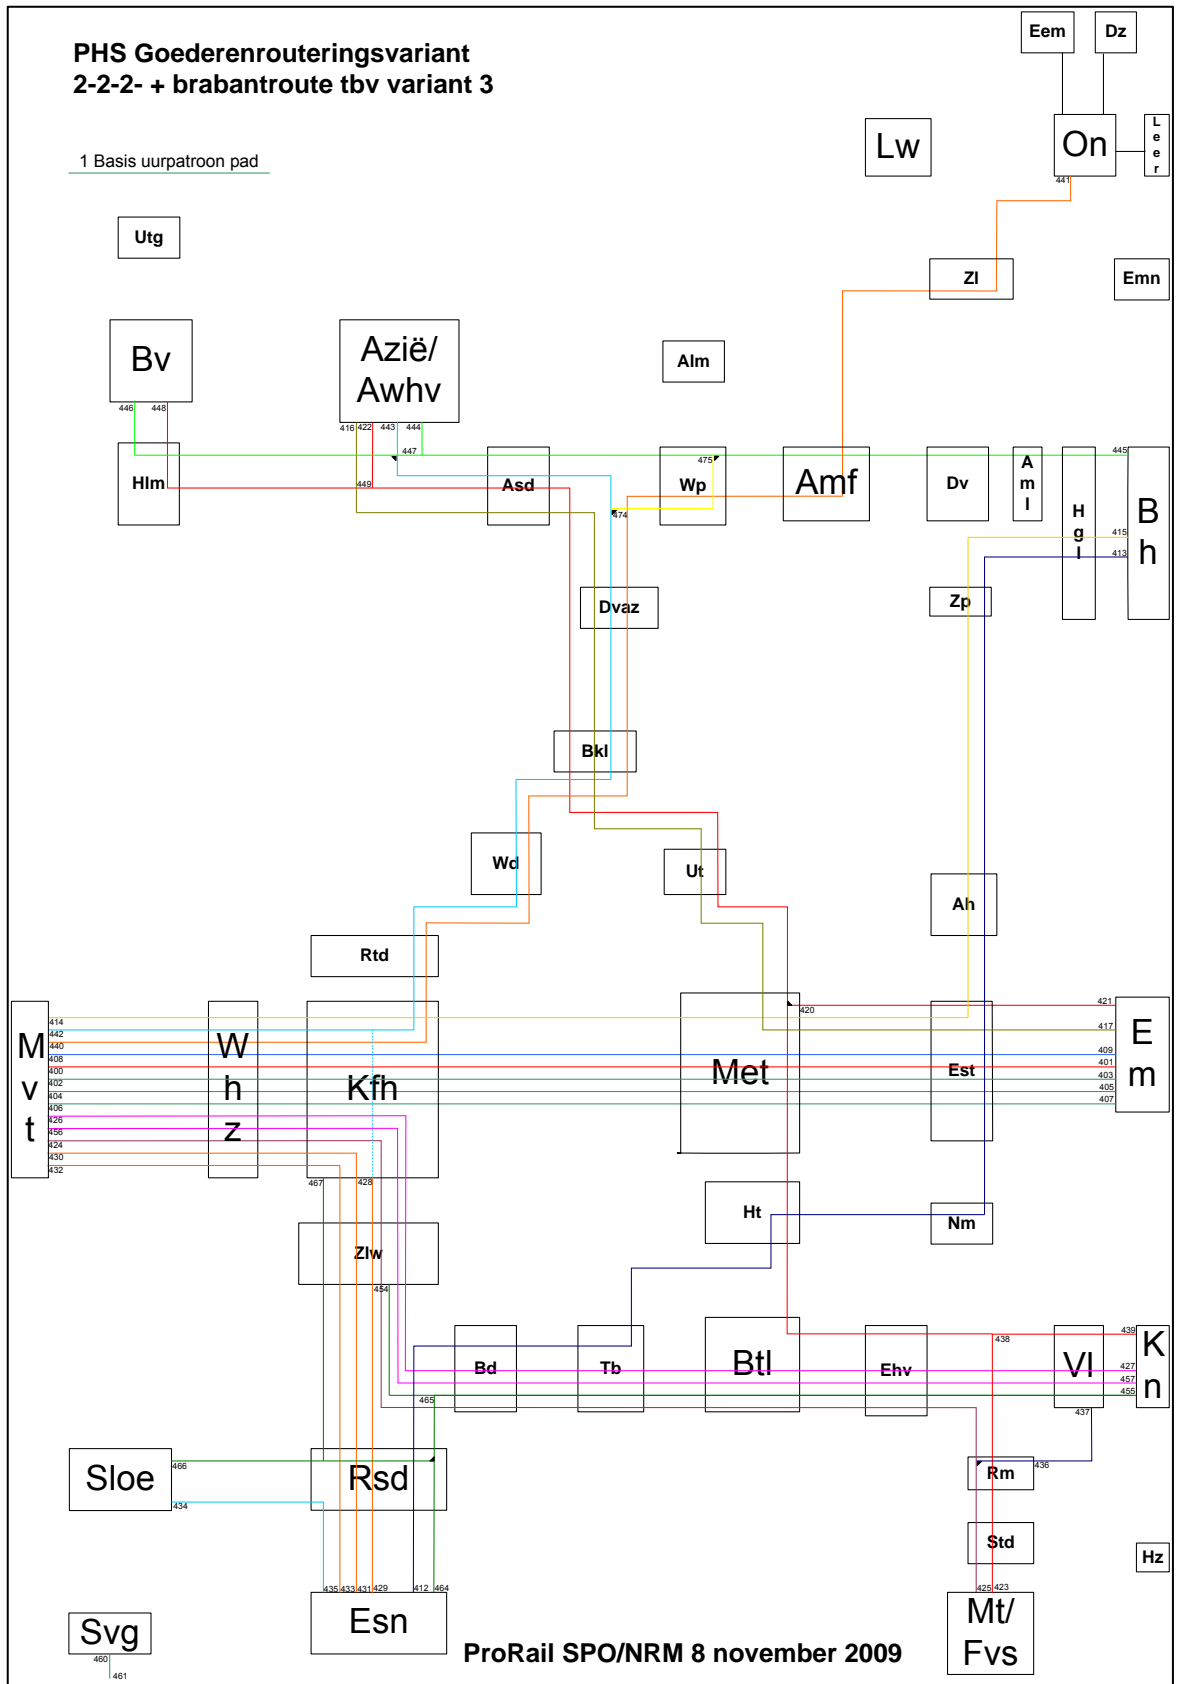 PHS Goederenrouteringsvariant
2-2-2- + brabantroute tbv variant 3
1 Basis uurpatroon pad
Eem
Dz
Lw
On
Leer
441
Utg
Zl
Emn
Bv
Azië/
Awhv
Alm
446
448
416
422
443
444
447
475
445
Hlm
449
Asd
474
Wp
Amf
Dv
Aml
Hgl
Bh
415
413
Dvaz
Zp
Bkl
Wd
Ut
Ah
Rtd
Mvt
414
442
440
408
400
402
404
406
426
456
424
430
432
Whz
Kfh
Met
420
Est
421
417
409
401
403
405
407
Em
467
428
Zlw
454
Ht
Nm
Bd
Tb
Btl
Ehv
438
Vl
439
427
457
455
Kn
465
437
Sloe
466
434
Rsd
Rm
436
Std
Hz
435
433
431
429
412
464
425
423
Esn
Mt/
Fvs
Svg
460
461
ProRail SPO/NRM 8 november 2009